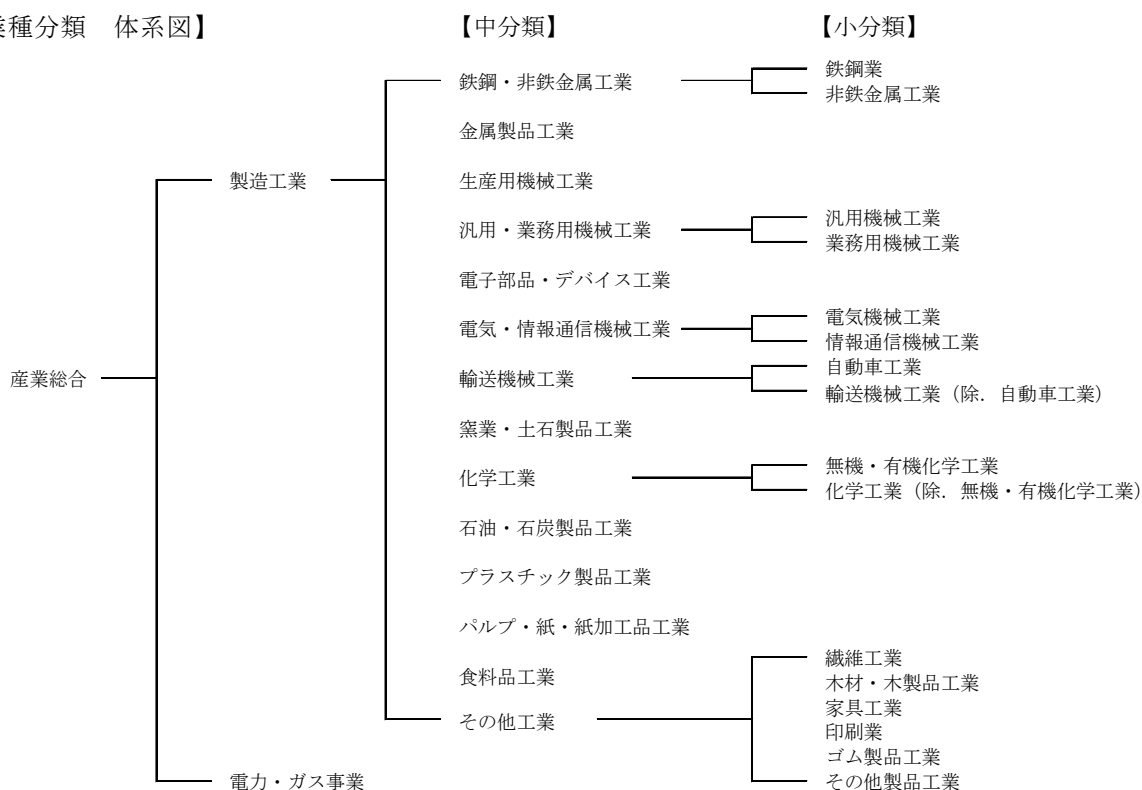 業種分類 体系図】 【中分類】 【小分類】
鉄鋼・非鉄金属工業
鉄鋼業
非鉄金属工業
金属製品工業
製造工業
生産用機械工業
汎用・業務用機械工業
汎用機械工業
業務用機械工業
電子部品・デバイス工業
電気・情報通信機械工業
電気機械工業
情報通信機械工業
産業総合
輸送機械工業
自動車工業
輸送機械工業（除．自動車工業）
窯業・土石製品工業
化学工業
無機・有機化学工業
化学工業（除．無機・有機化学工業）
石油・石炭製品工業
プラスチック製品工業
パルプ・紙・紙加工品工業
食料品工業
その他工業
繊維工業
木材・木製品工業
家具工業
印刷業
ゴム製品工業
その他製品工業
電力・ガス事業